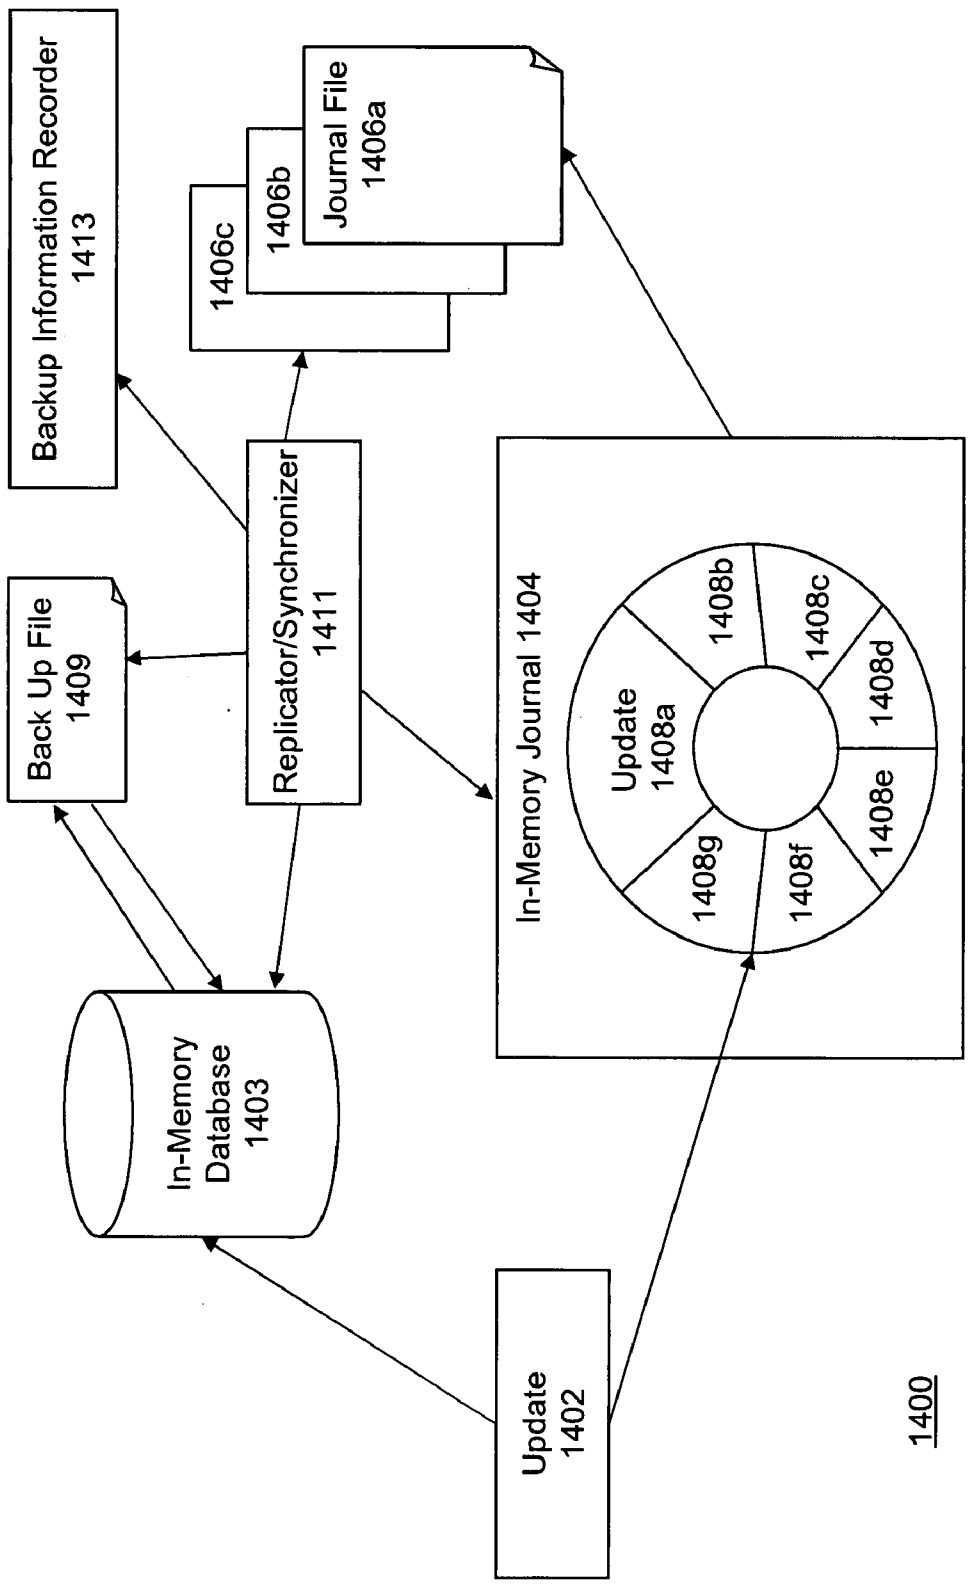 Backup Information Recorder
1413
Back Up File
1409
1406c
1406b
Journal File
1406a
Replicator/Synchronizer
1411
In-Memory
Database
1403
In-Memory Journal 1404
Update
1408a
1408b
1408c
1408d
1408e
1408f
1408g
Update
1402
1400